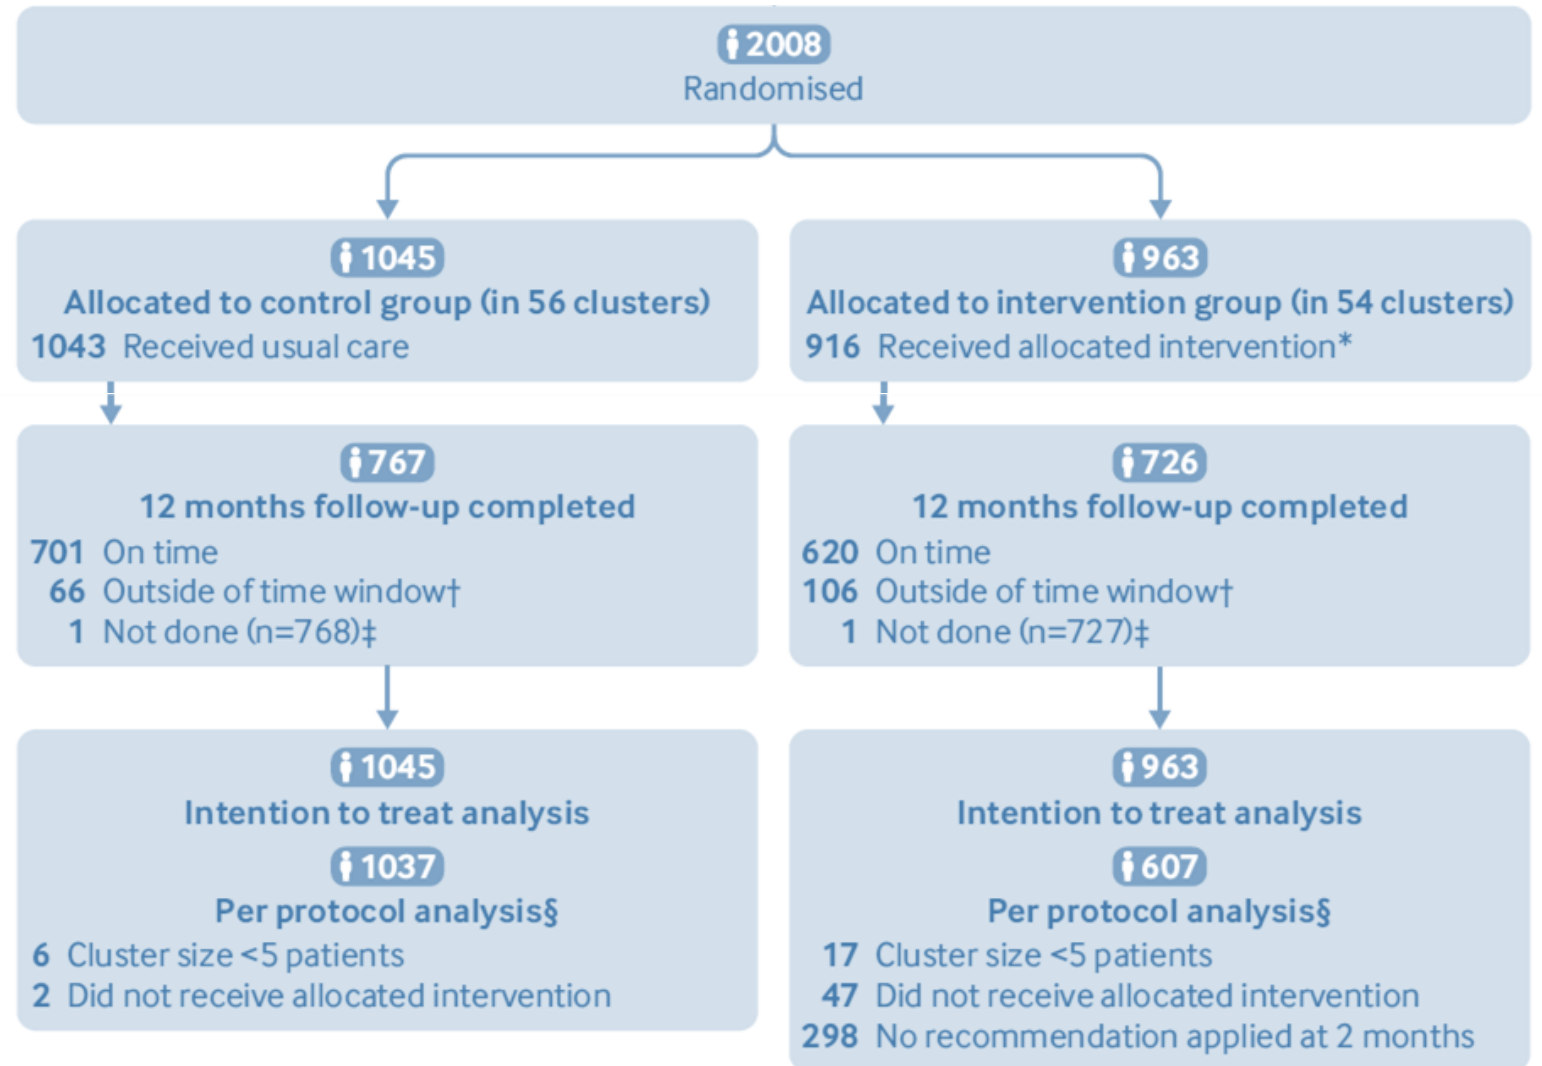 2008
Randomised
1045
Allocated to control group (in 56 clusters)
1043 Received usual care
963
Allocated to intervention group (in 54 clusters)
916 Received allocated intervention*
767
12 months follow-up completed
701 On time
66 Outside of time window†
1 Not done (n=768)‡
726
12 months follow-up completed
620 On time
106 Outside of time window†
1 Not done (n=727)‡
1045
Intention to treat analysis
1037
Per protocol analysis§
6 Cluster size <5 patients
2 Did not receive allocated intervention
963
Intention to treat analysis
607
Per protocol analysis§
17 Cluster size <5 patients
47 Did not receive allocated intervention
298 No recommendation applied at 2 months